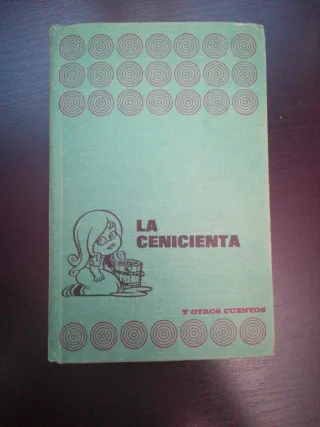 LA
CENICIENTA
Y OTROS CUENTOS